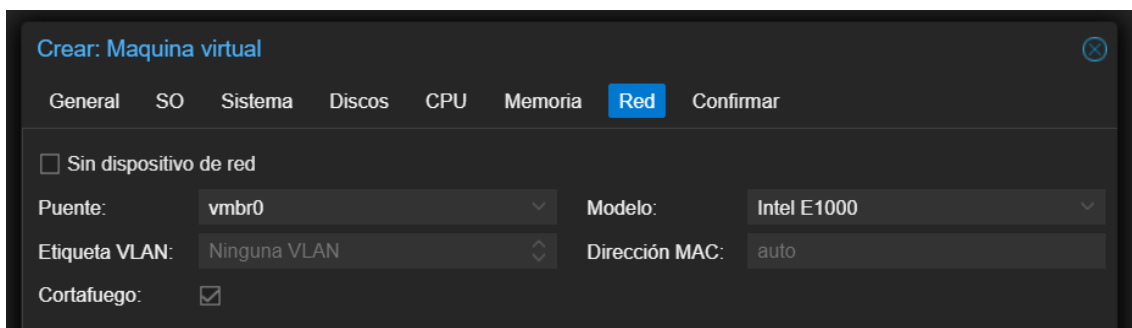 Crear: Maquina virtual
General SO Sistema Discos CPU Memoria Red Confirmar
Sin dispositivo de red
Puente: vmbr0 Modelo: Intel E1000
Etiqueta VLAN: Ninguna VLAN Dirección MAC: auto
Cortafuego: